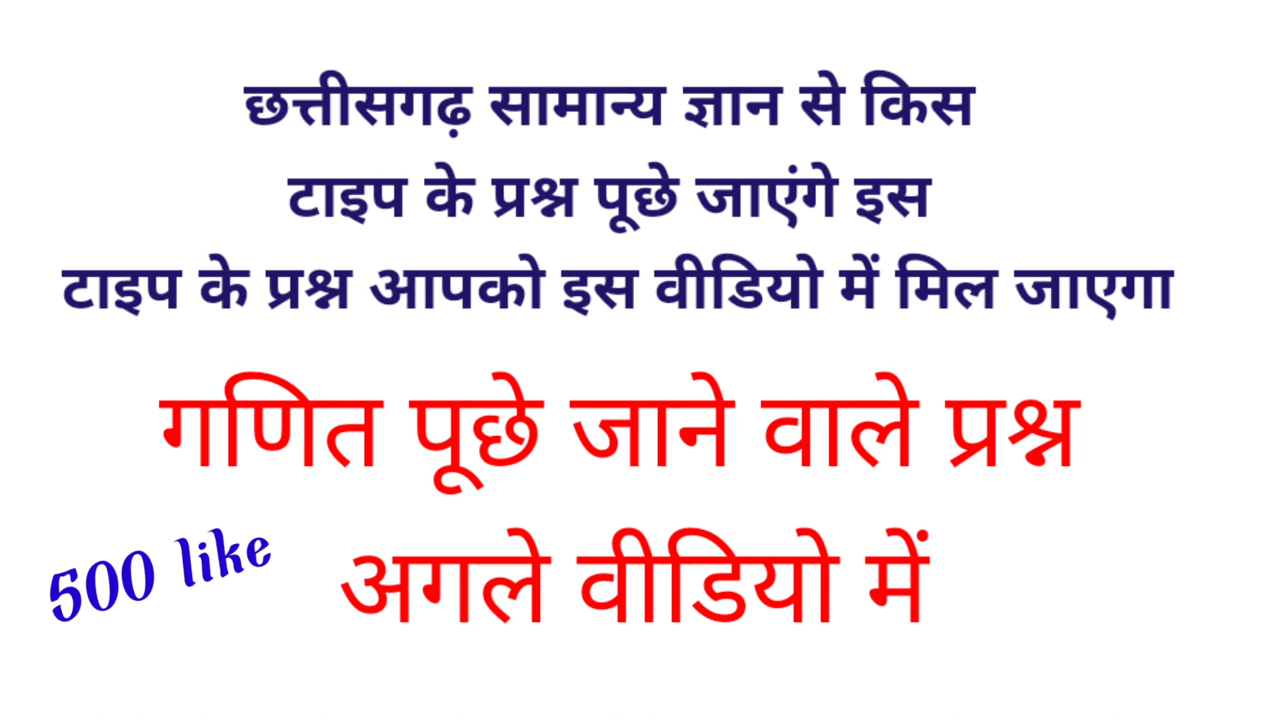 छत्तीसगढ़ सामान्य ज्ञान से किस
टाइप के प्रश्न पूछे जाएंगे इस
टाइप के प्रश्न आपको इस वीडियो में मिल जाएगा
गणित पूछे जाने वाले प्रश्न
अगले वीडियो में
500 like